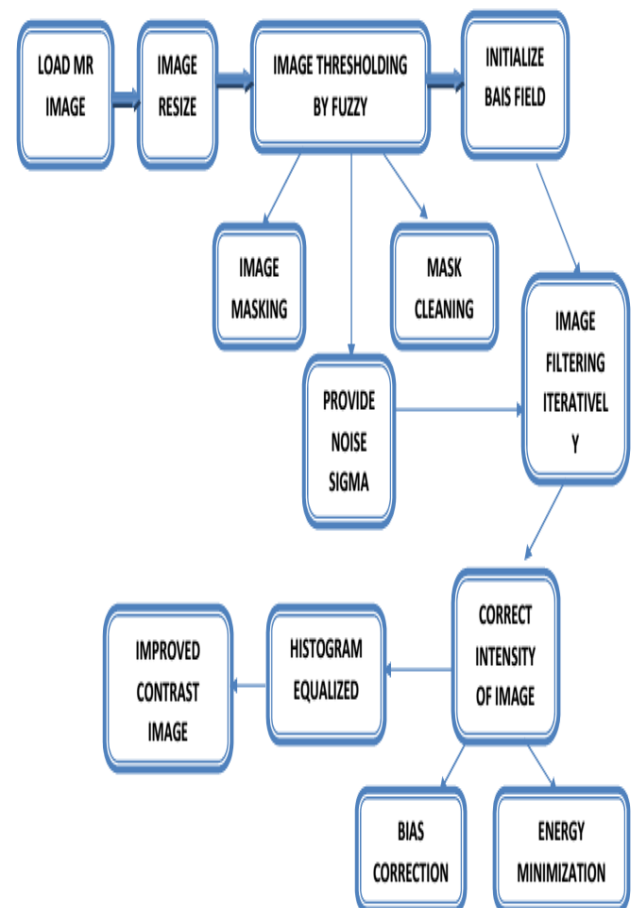 LOAD MR
IMAGE
IMAGE
RESIZE
IMAGE THRESHOLDING
BY FUZZY
INITIALIZE
BAIS FIELD
IMAGE
MASKING
MASK
CLEANING
PROVIDE
NOISE
SIGMA
IMAGE
FILTERING
ITERATIVEL
Y
CORRECT
INTENSITY
OF IMAGE
HISTOGRAM
EQUALIZED
IMPROVED
CONTRAST
IMAGE
BIAS
CORRECTION
ENERGY
MINIMIZATION